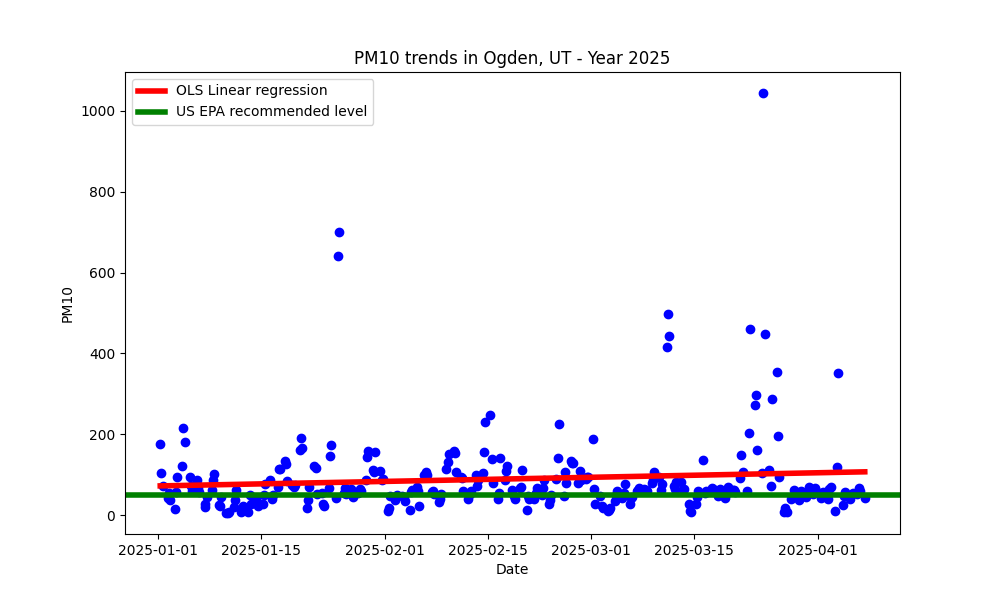 PM10 trends in Ogden, UT - Year 2025
OLS Linear regression
US EPA recommended level
PM10
1000
800
600
400
200
0
2025-01-01
2025-01-15
2025-02-01
2025-02-15
2025-03-01
2025-03-15
2025-04-01
Date